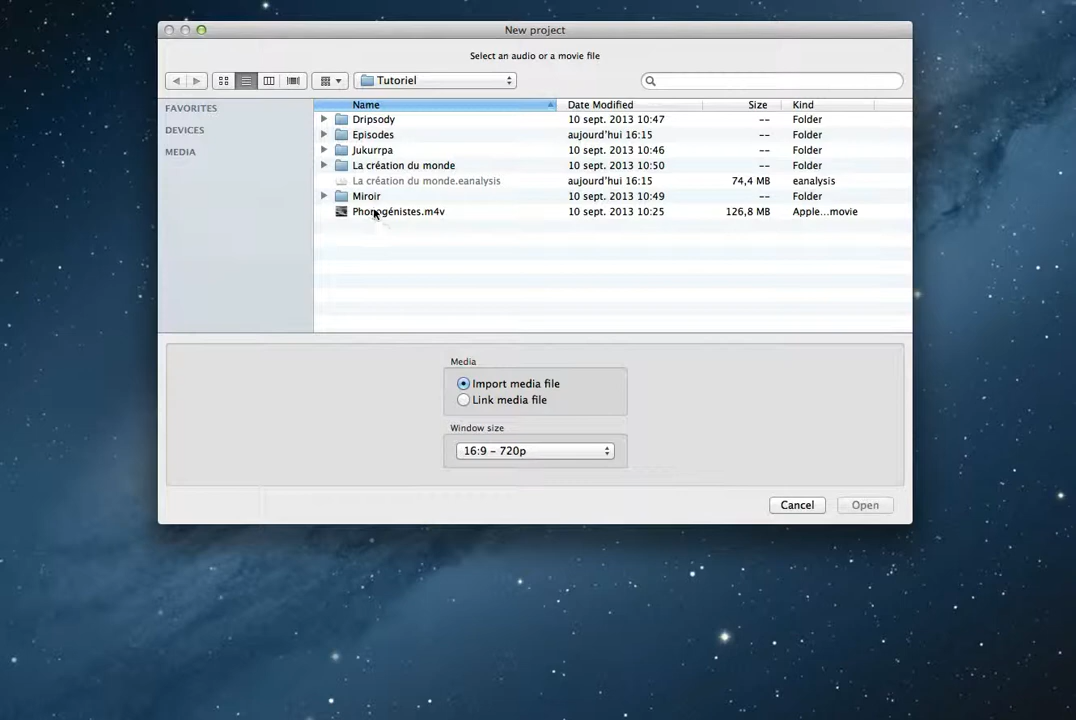 New project
Select an audio or a movie file
Tutoriel
FAVORITES
DEVICES
MEDIA
Name Date Modified Size Kind
Dripsody 10 sept. 2013 10:47 -- Folder
Episodes aujourd'hui 16:15 -- Folder
Jukurrpa 10 sept. 2013 10:46 -- Folder
La création du monde 10 sept. 2013 10:50 -- Folder
La création du monde.eanalysis aujourd'hui 16:15 74,4 MB eanalysis
Miroir 10 sept. 2013 10:49 -- Folder
Phonogénistes.m4v 10 sept. 2013 10:25 126,8 MB Apple...movie
Media
Import media file
Link media file
Window size
16:9 – 720p
Cancel Open